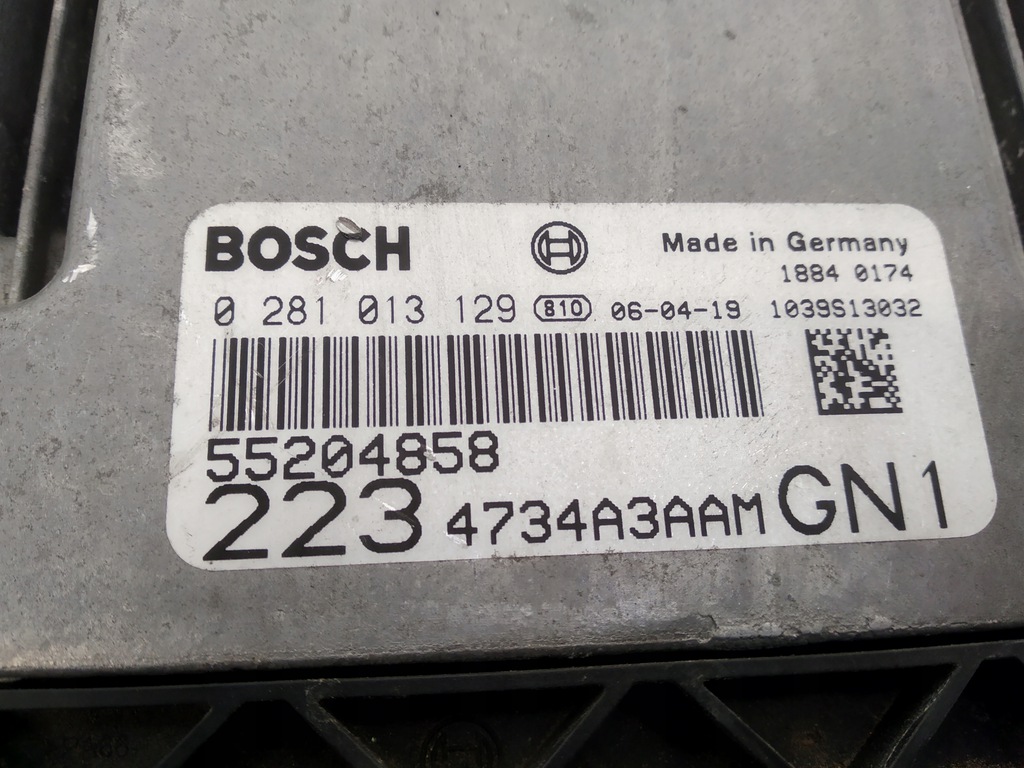 BOSCH
Made in Germany
1884 0174
0 281 013 129 810 06-04-19 1039S13032
55204858
223 4734A3AAM GN1